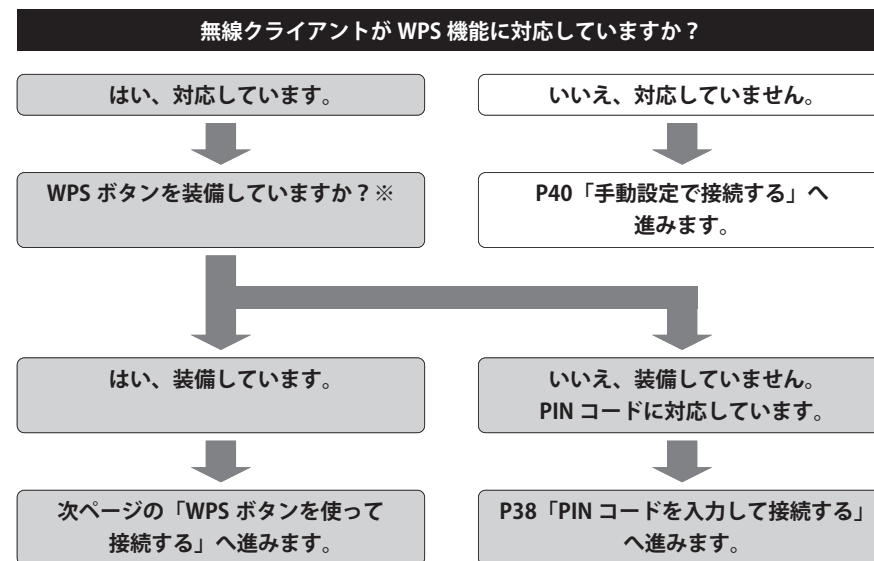 無線クライアントが WPS 機能に対応していますか？
はい、対応しています。
いいえ、対応していません。
WPS ボタンを装備していますか？※
P40「手動設定で接続する」へ
進みます。
はい、装備しています。
いいえ、装備していません。
PIN コードに対応しています。
次ページの「WPS ボタンを使って
接続する」へ進みます。
P38「PIN コードを入力して接続する」
へ進みます。